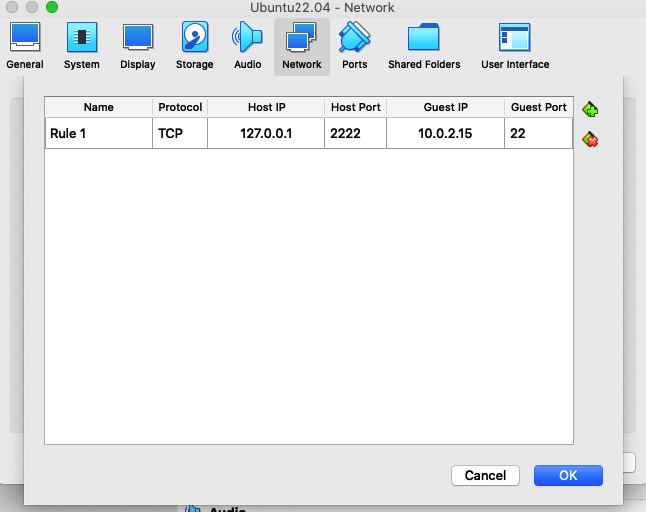 Ubuntu22.04 - Network
General System Display Storage Audio Network Ports Shared Folders User Interface
Name Protocol Host IP Host Port Guest IP Guest Port
Rule 1 TCP 127.0.0.1 2222 10.0.2.15 22
Cancel OK
Audio